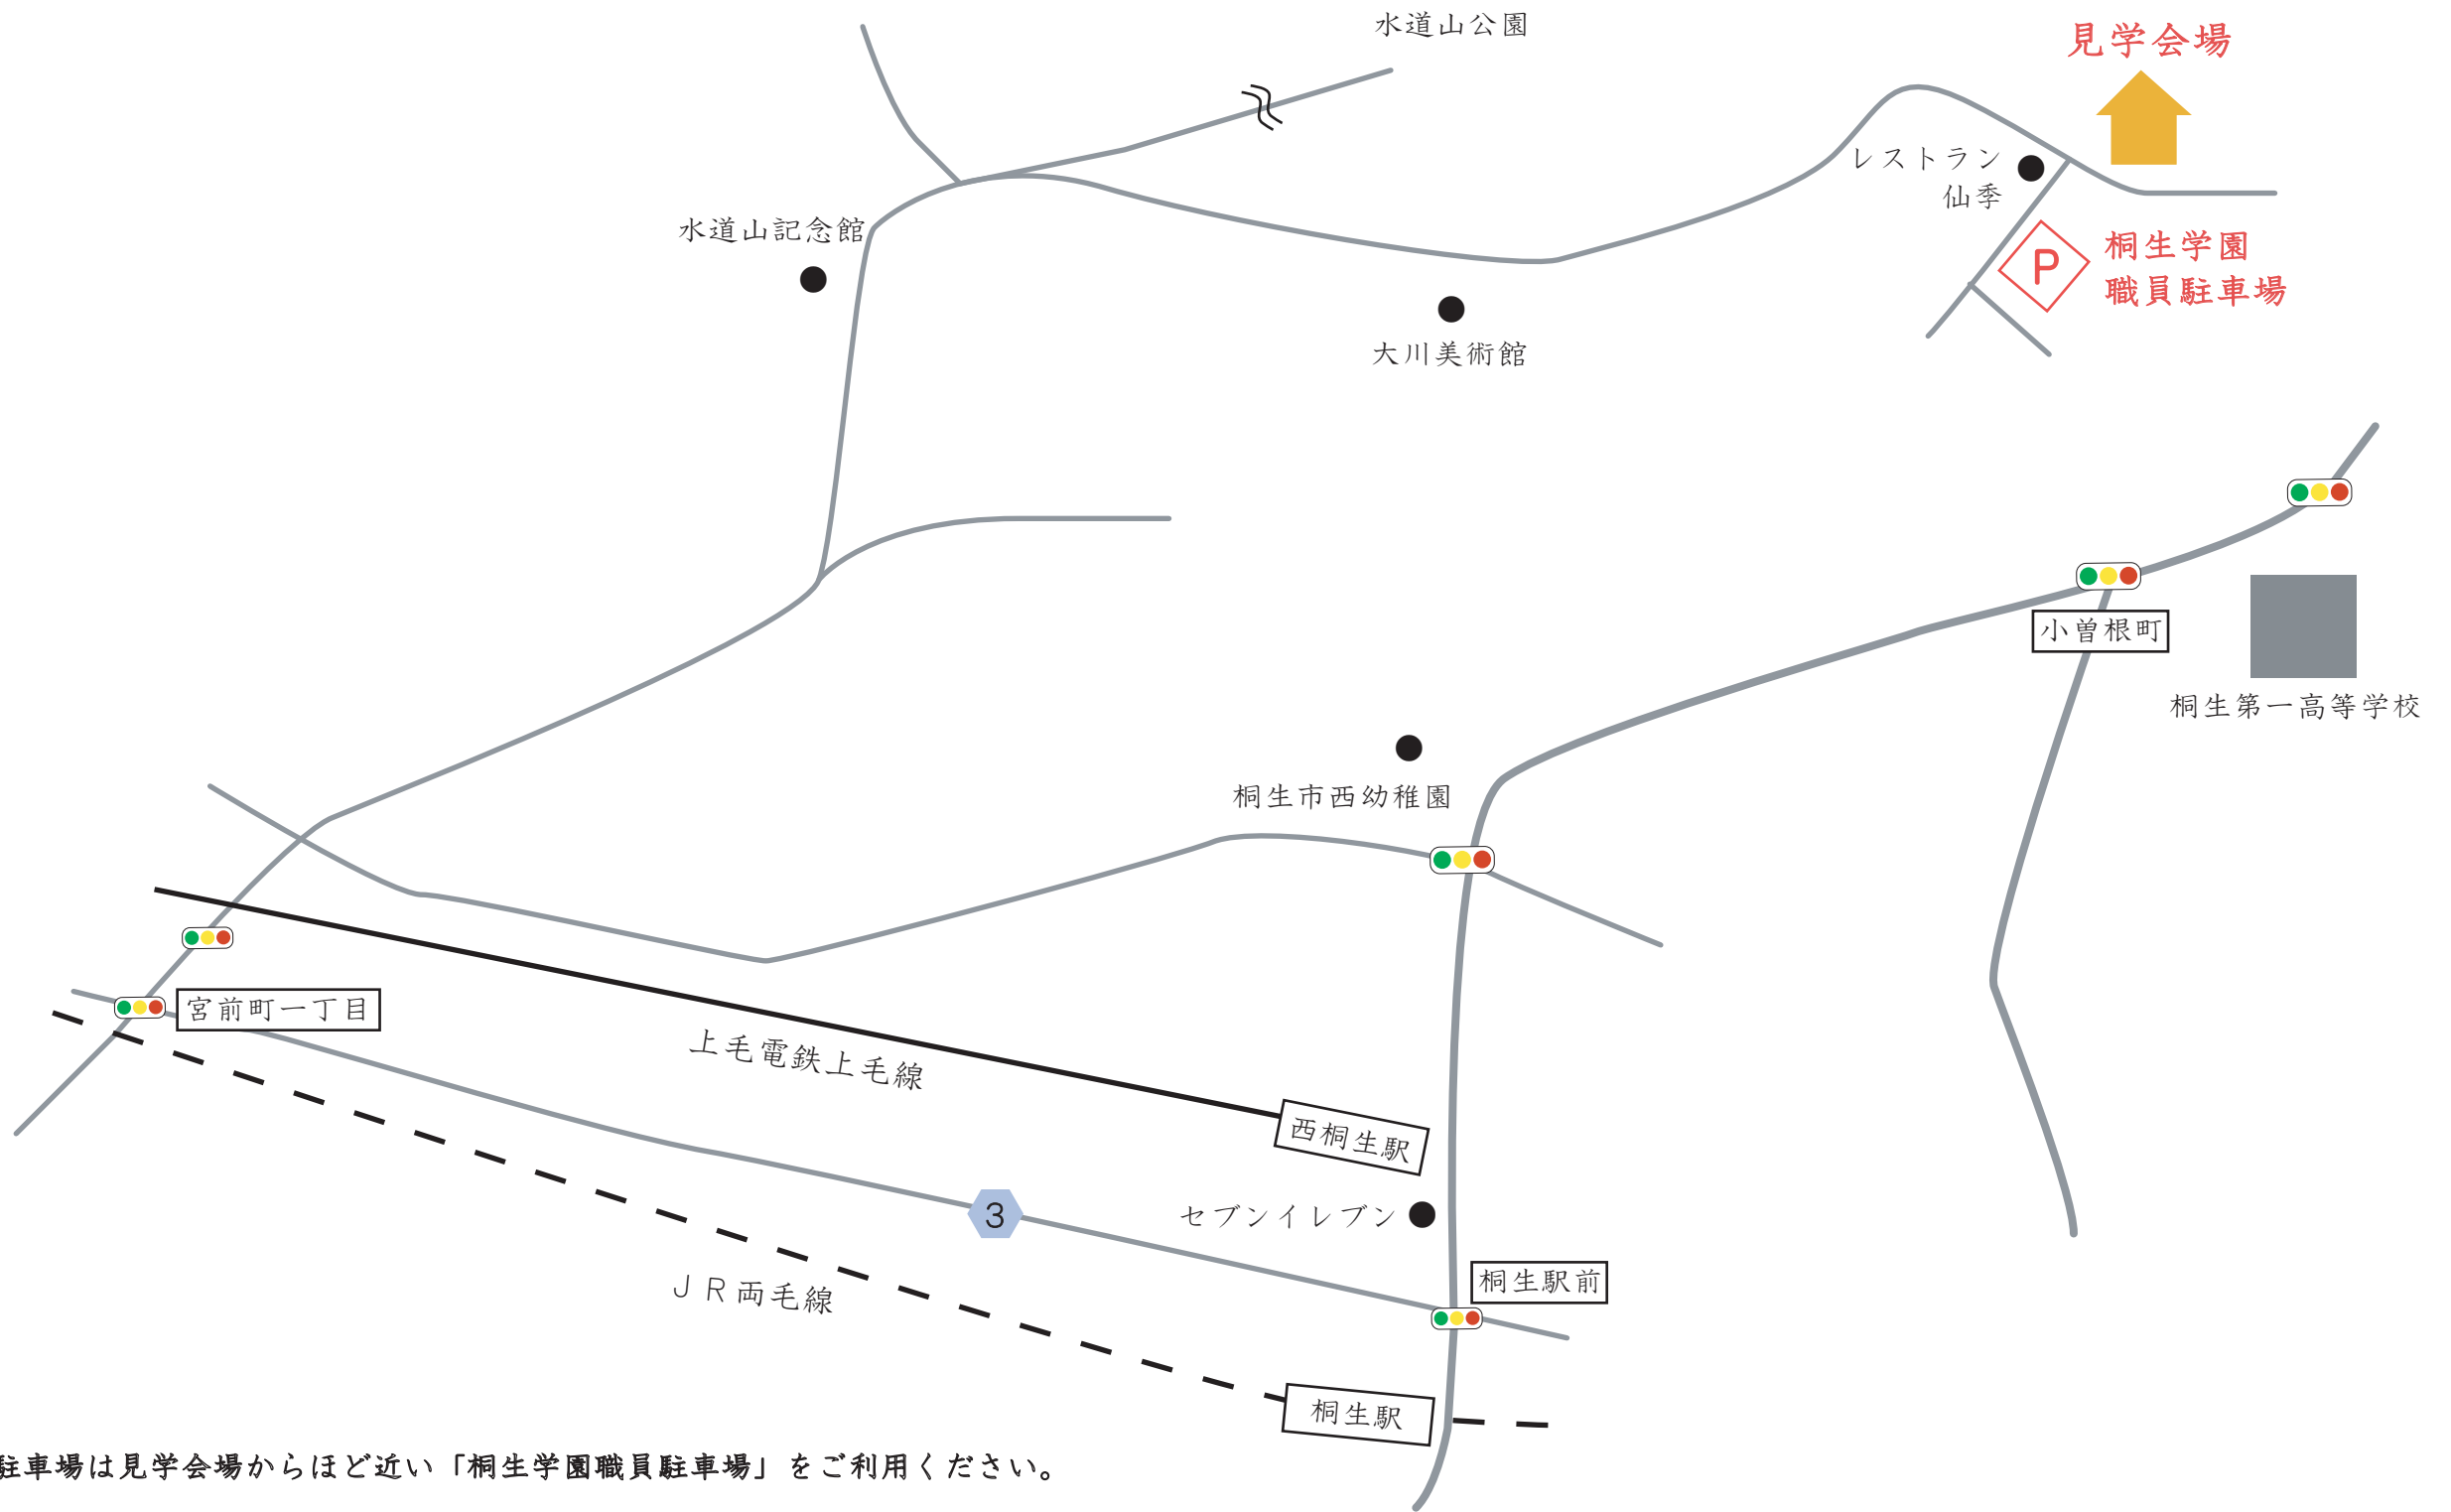 水道山公園
見学会場
レストラン
仙季
水道山記念館
桐生学園
職員駐車場
P
大川美術館
小曽根町
桐生第一高等学校
桐生市西幼稚園
宮前町一丁目
上毛電鉄上毛線
西桐生駅
セブンイレブン
3
桐生駅前
JR両毛線
桐生駅
駐車場は見学会場からほど近い「桐生学園職員駐車場」をご利用ください。